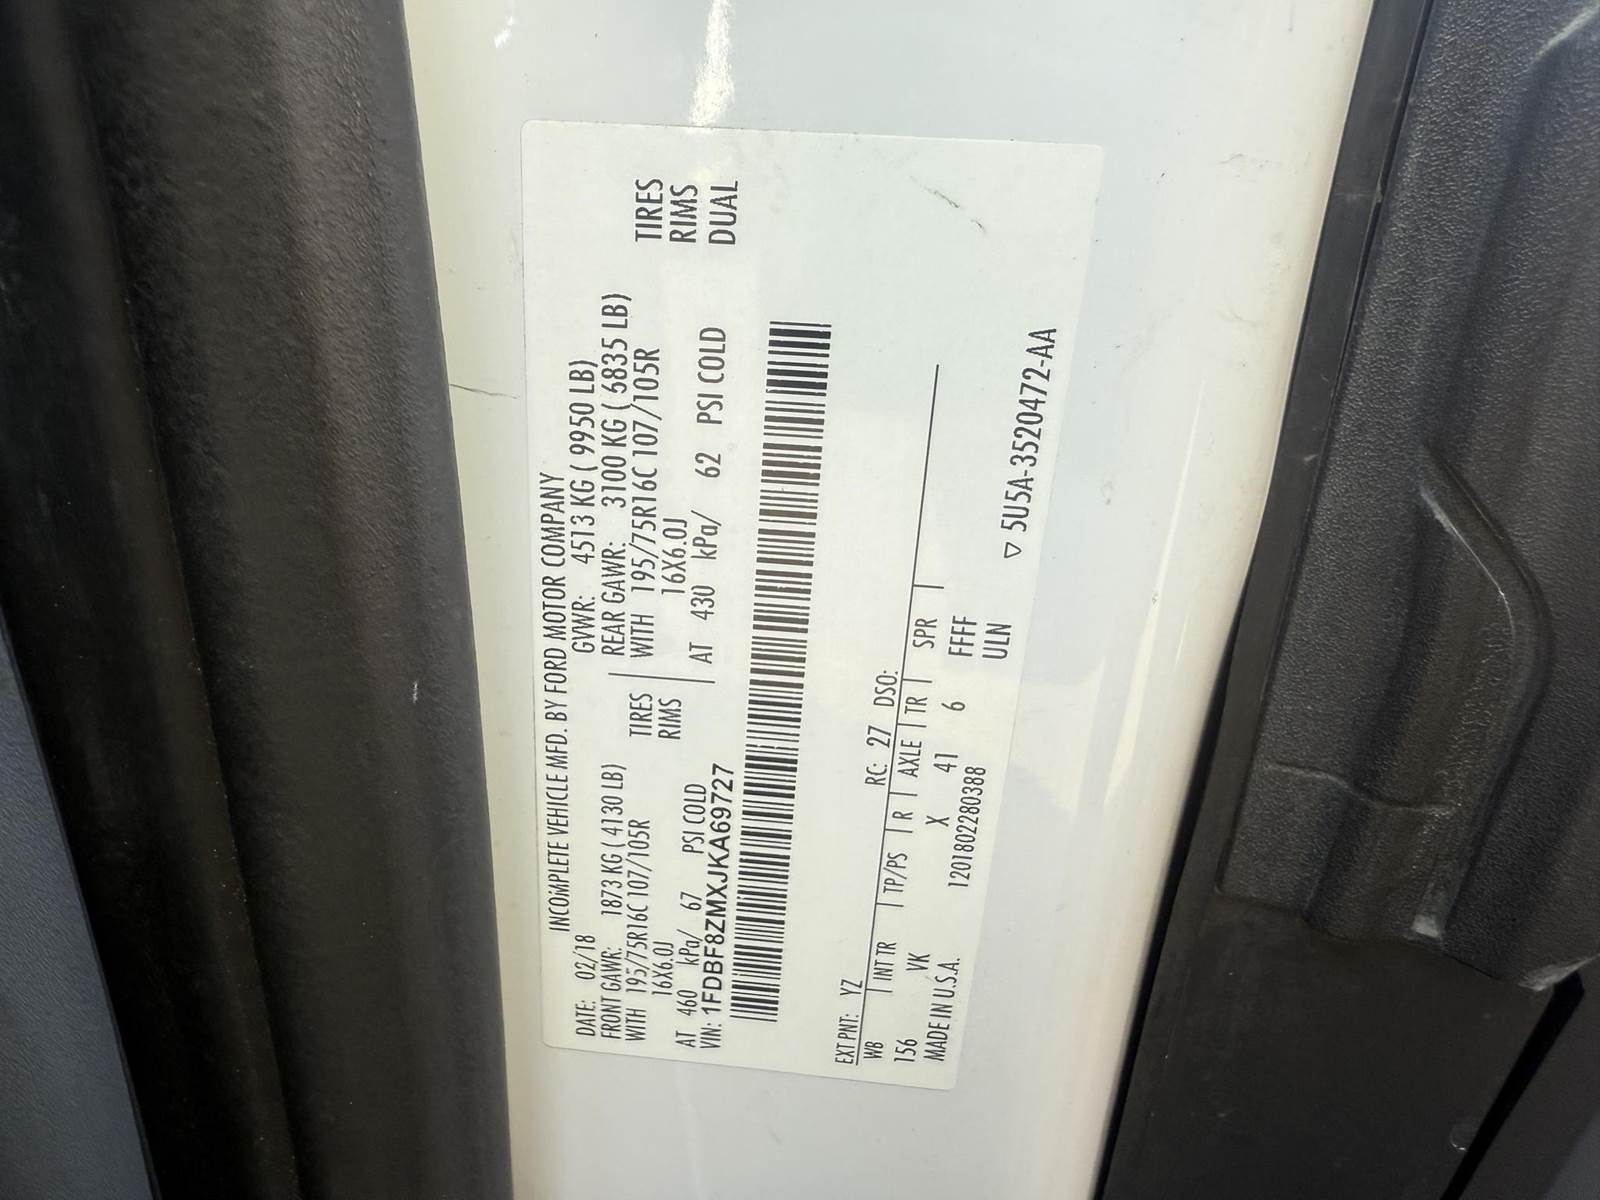 INCOMPLETE VEHICLE MFD. BY FORD MOTOR COMPANY
DATE: 02/18 GVWR: 4513 KG ( 9950 LB)
FRONT GAWR: 1873 KG ( 4130 LB) REAR GAWR: 3100 KG ( 6835 LB)
WITH 195/75R16C 107/105R TIRES WITH 195/75R16C 107/105R TIRES
16X6.0J RIMS 16X6.0J RIMS
AT 460 kPa/ 67 PSI COLD AT 430 kPa/ 62 PSI COLD DUAL
VIN: 1FDBF8ZMXJKA69727
EXT PNT: YZ RC: 27 DSO:
WB INT TR TP/PS R AXLE TR SPR
156 VK X 41 6 FFFF
MADE IN U.S.A. 1201802280388 ULN
▽ 5U5A-3520472-AA